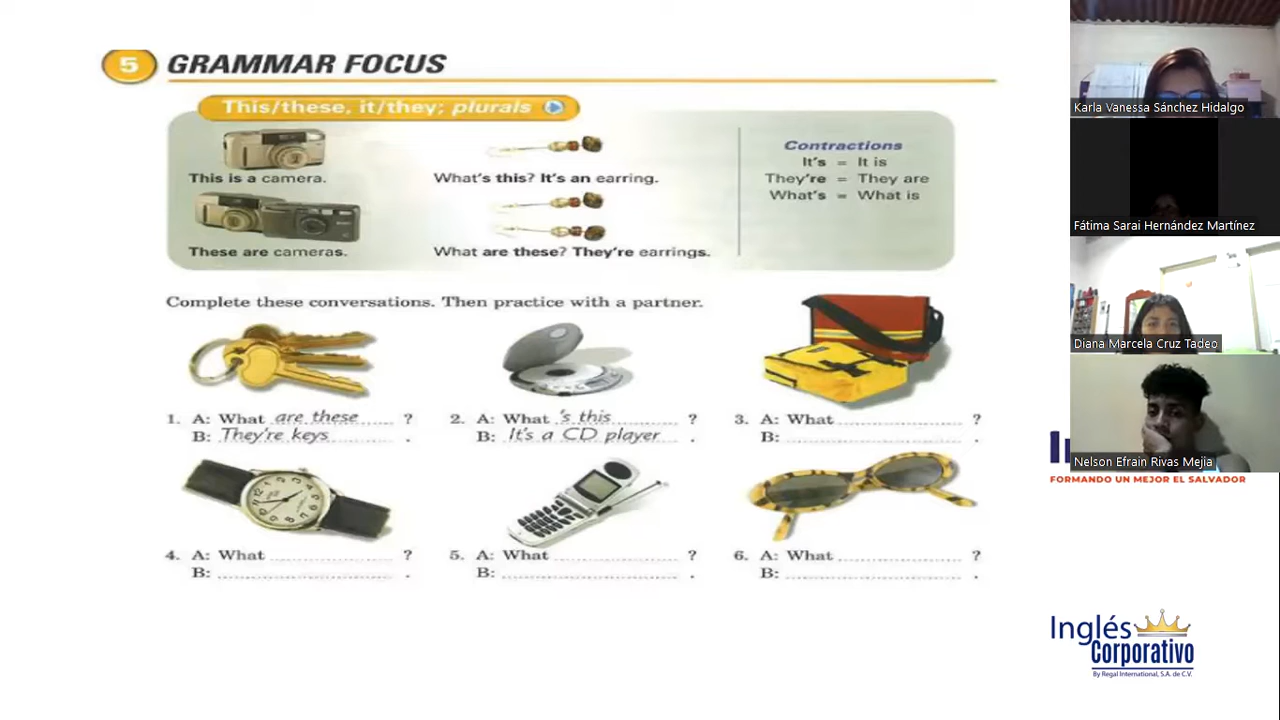 5 GRAMMAR FOCUS
This/these, it/they; plurals
This is a camera.
What's this? It's an earring.
These are cameras.
What are these? They're earrings.
Contractions
It's = It is
They're = They are
What's = What is
Complete these conversations. Then practice with a partner.
1. A: What are these ?
B: They're keys .
2. A: What 's this ?
B: It's a CD player .
3. A: What ?
B: .
4. A: What ?
B: .
5. A: What ?
B: .
6. A: What ?
B: .
Karla Vanessa Sánchez Hidalgo
Fátima Sarai Hernández Martínez
Diana Marcela Cruz Tadeo
Nelson Efrain Rivas Mejia
FORMANDO UN MEJOR EL SALVADOR
Inglés
Corporativo
By Regal International, S.A. de C.V.